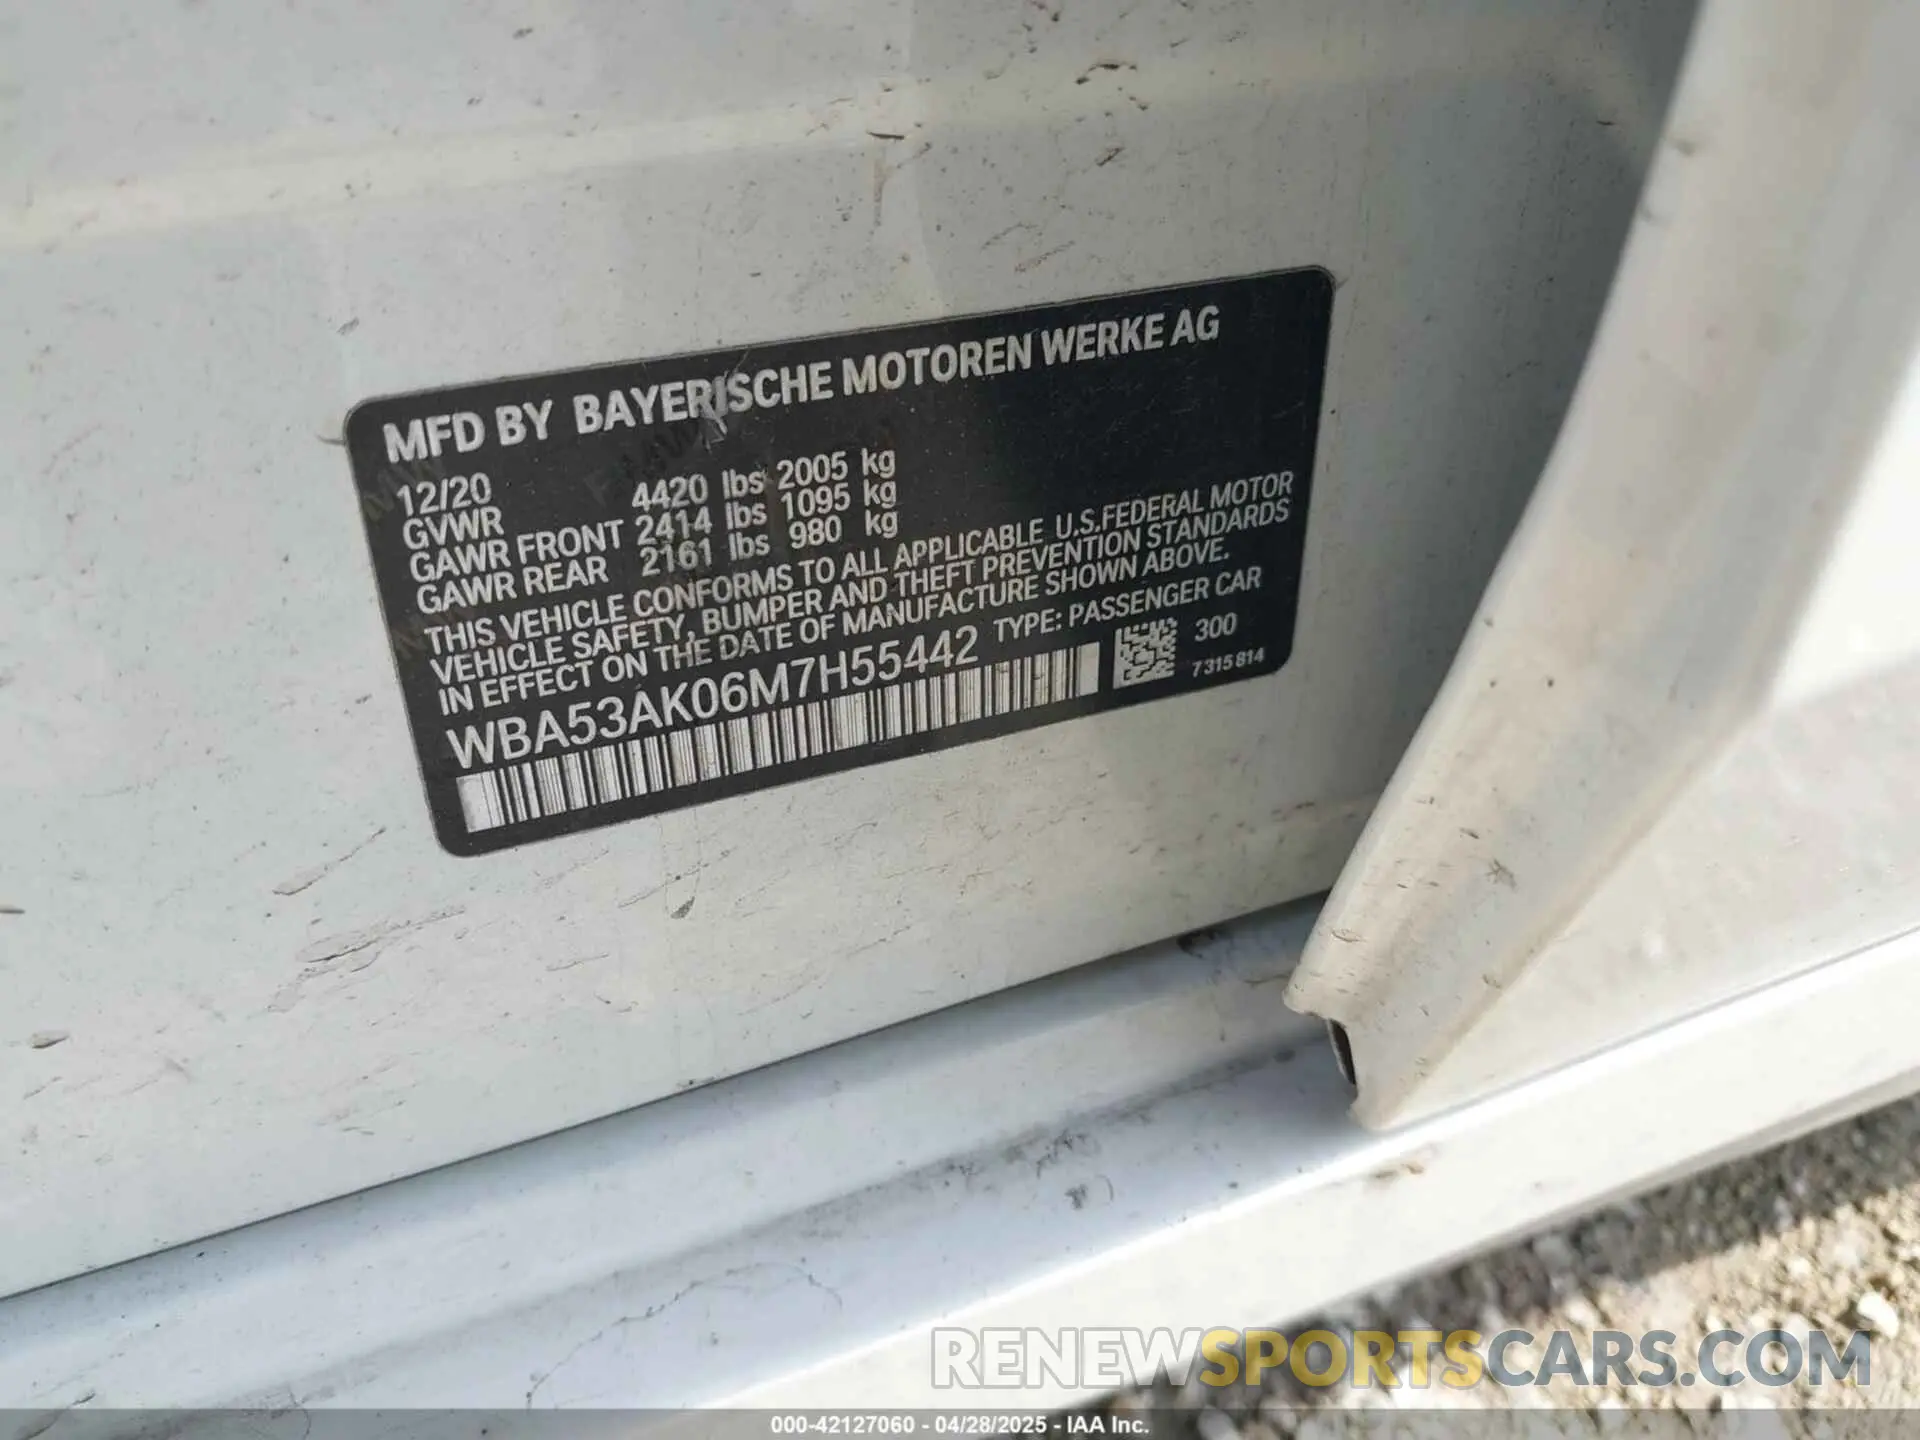 MFD BY BAYERISCHE MOTOREN WERKE AG
12/20
GVWR 4420 lbs 2005 kg
GAWR FRONT 2414 lbs 1095 kg
GAWR REAR 2161 lbs 980 kg
THIS VEHICLE CONFORMS TO ALL APPLICABLE U.S.FEDERAL MOTOR
VEHICLE SAFETY, BUMPER AND THEFT PREVENTION STANDARDS
IN EFFECT ON THE DATE OF MANUFACTURE SHOWN ABOVE.
WBA53AK06M7H55442 TYPE: PASSENGER CAR
300
7315814
RENEWSPORTSCARS.COM
000-42127060 - 04/28/2025 - IAA Inc.